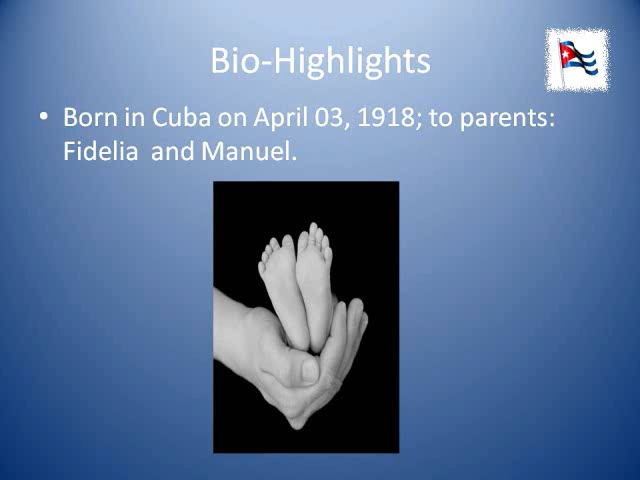 Bio-Highlights
• Born in Cuba on April 03, 1918; to parents:
Fidelia and Manuel.